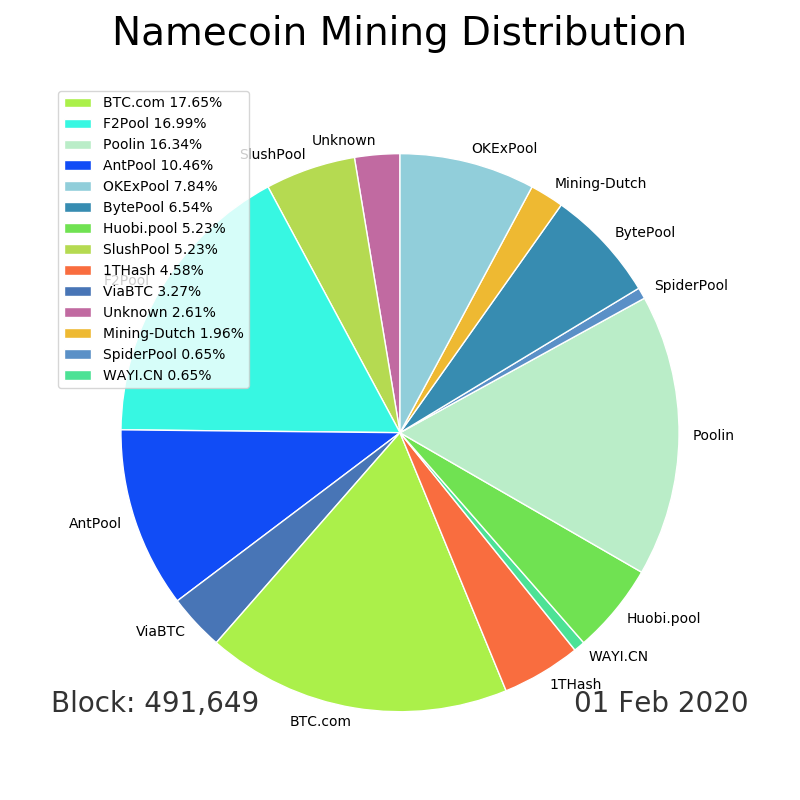 Namecoin Mining Distribution
BTC.com 17.65%
F2Pool 16.99%
Poolin 16.34%
AntPool 10.46%
OKExPool 7.84%
BytePool 6.54%
Huobi.pool 5.23%
SlushPool 5.23%
1THash 4.58%
ViaBTC 3.27%
Unknown 2.61%
Mining-Dutch 1.96%
SpiderPool 0.65%
WAYI.CN 0.65%
Unknown
OKExPool
SlushPool
Mining-Dutch
BytePool
F2Pool
SpiderPool
Poolin
AntPool
Huobi.pool
ViaBTC
WAYI.CN
1THash
BTC.com
Block: 491,649
01 Feb 2020